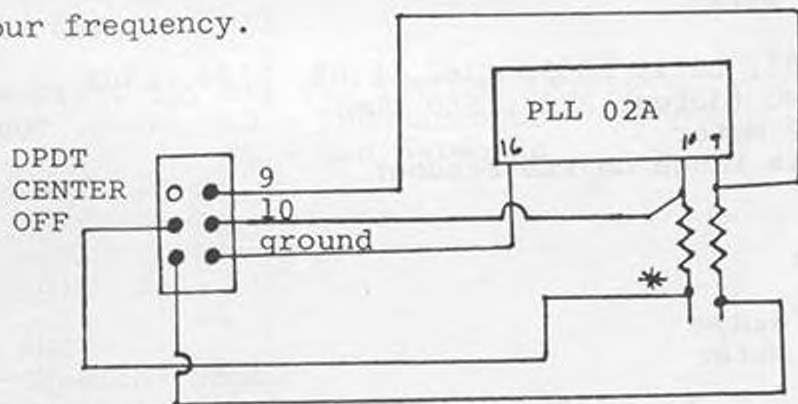 our frequency.
PLL 02A
16 10 9
DPDT
CENTER 9
OFF 10
ground
*